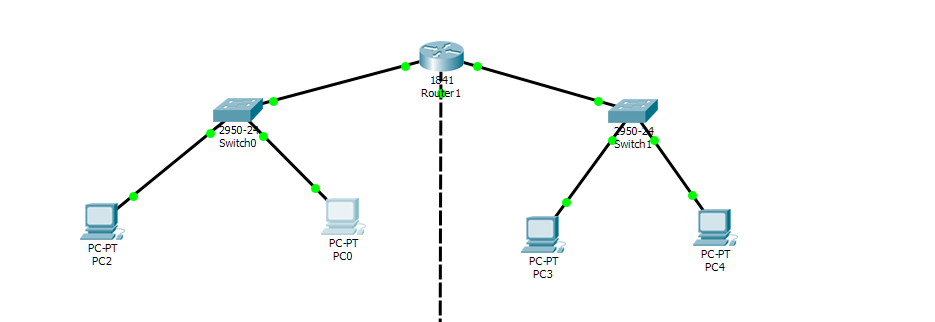 1841
Router1
2950-24
Switch0
2950-24
Switch1
PC-PT
PC2
PC-PT
PC0
PC-PT
PC3
PC-PT
PC4